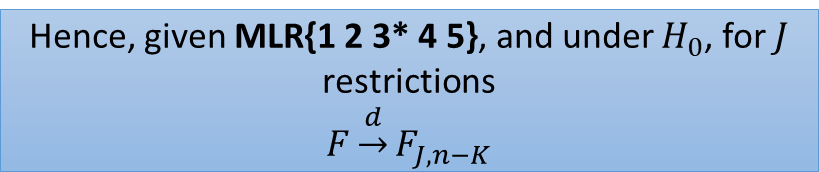 Hence, given MLR{1 2 3* 4 5}, and under H₀, for J
restrictions
F →ᵈ F_{J,n−K}